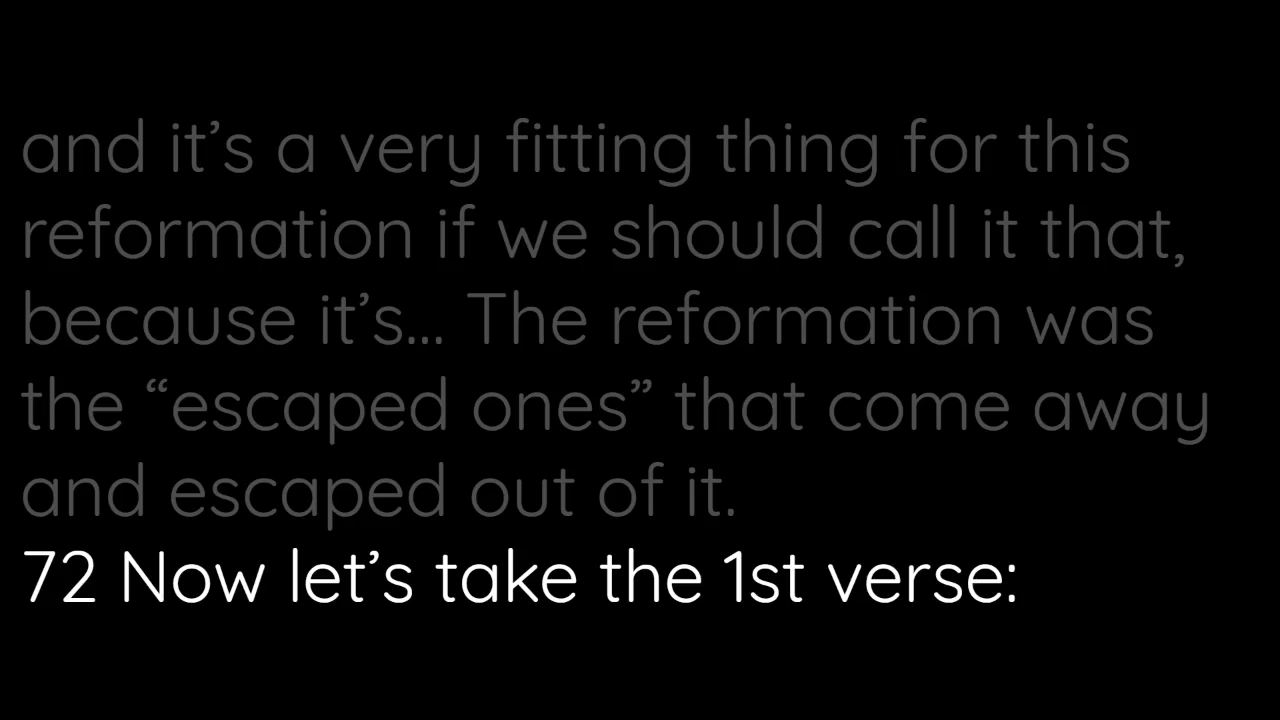 and it’s a very fitting thing for this
reformation if we should call it that,
because it’s... The reformation was
the “escaped ones” that come away
and escaped out of it.
72 Now let’s take the 1st verse: